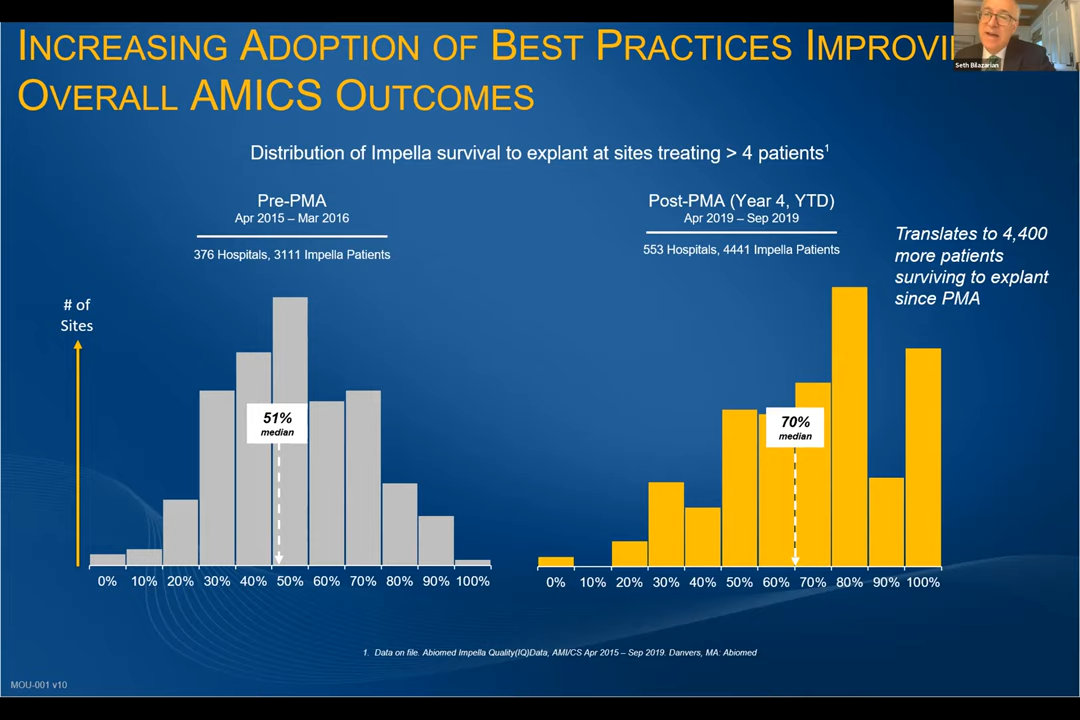 INCREASING ADOPTION OF BEST PRACTICES
OVERALL AMICS OUTCOMES
Seth Bilazarian
Distribution of Impella survival to explant at sites treating > 4 patients¹
Pre-PMA
Apr 2015 – Mar 2016
376 Hospitals, 3111 Impella Patients
Post-PMA (Year 4, YTD)
Apr 2019 – Sep 2019
553 Hospitals, 4441 Impella Patients
Translates to 4,400
more patients
surviving to explant
since PMA
# of
Sites
51%
median
70%
median
0% 10% 20% 30% 40% 50% 60% 70% 80% 90% 100%
0% 10% 20% 30% 40% 50% 60% 70% 80% 90% 100%
1. Data on file. Abiomed Impella Quality(IQ)Data, AMI/CS Apr 2015 – Sep 2019. Danvers, MA: Abiomed
MOU-001 v10